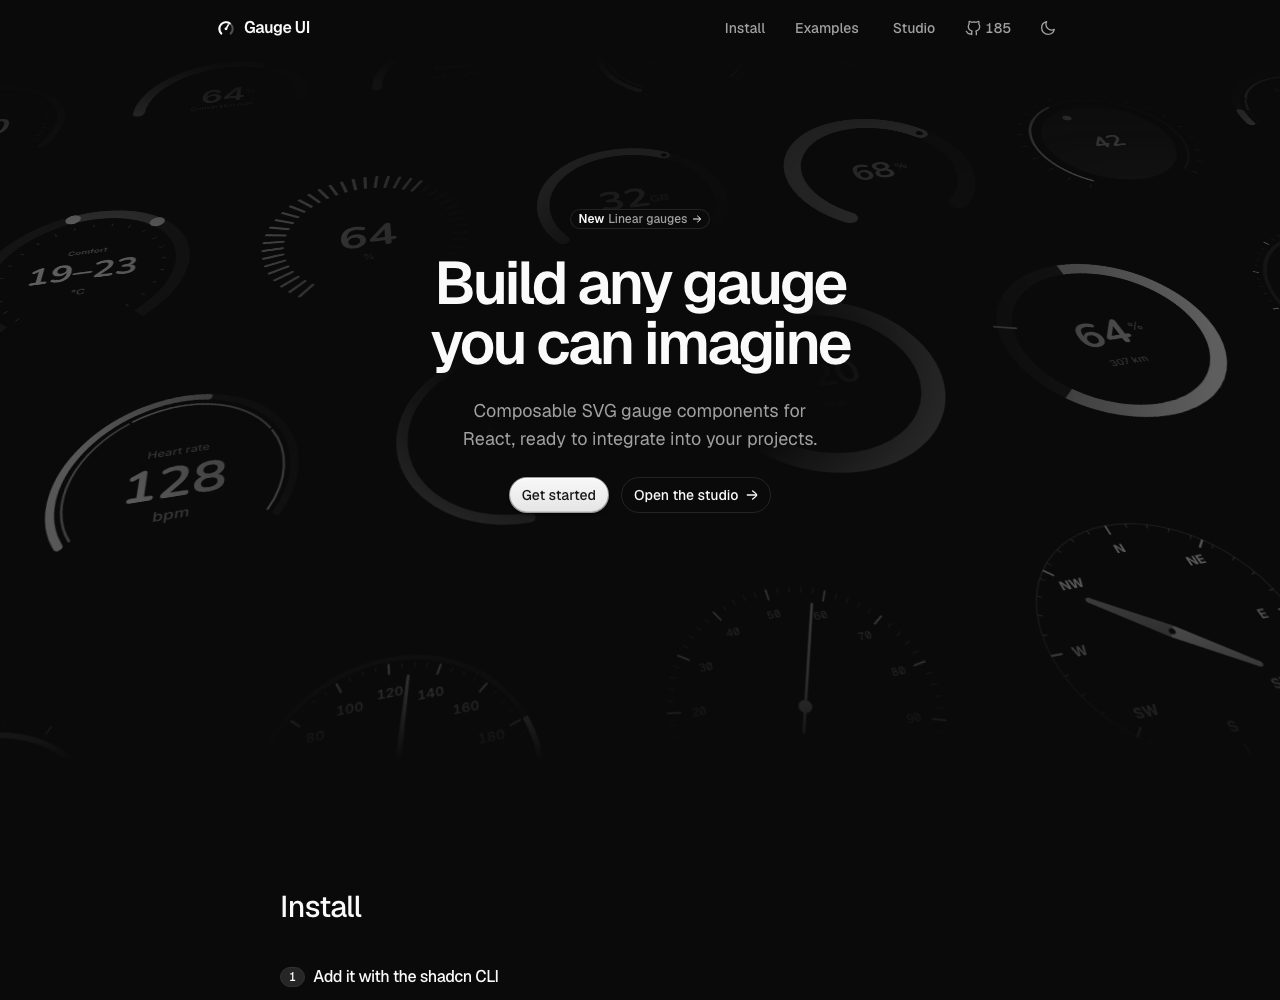 Gauge UI
Install
Examples
Studio
185
64
42
68 %
32 GB
New Linear gauges →
Comfort
19–23
°C
64
%
Build any gauge
you can imagine
64 %
307 km
20
Composable SVG gauge components for
React, ready to integrate into your projects.
Heart rate
128
bpm
Get started
Open the studio →
N
NE
NW
E
W
SW
S
50
60
40
70
30
80
20
90
120
140
100
160
80
180
Install
1 Add it with the shadcn CLI